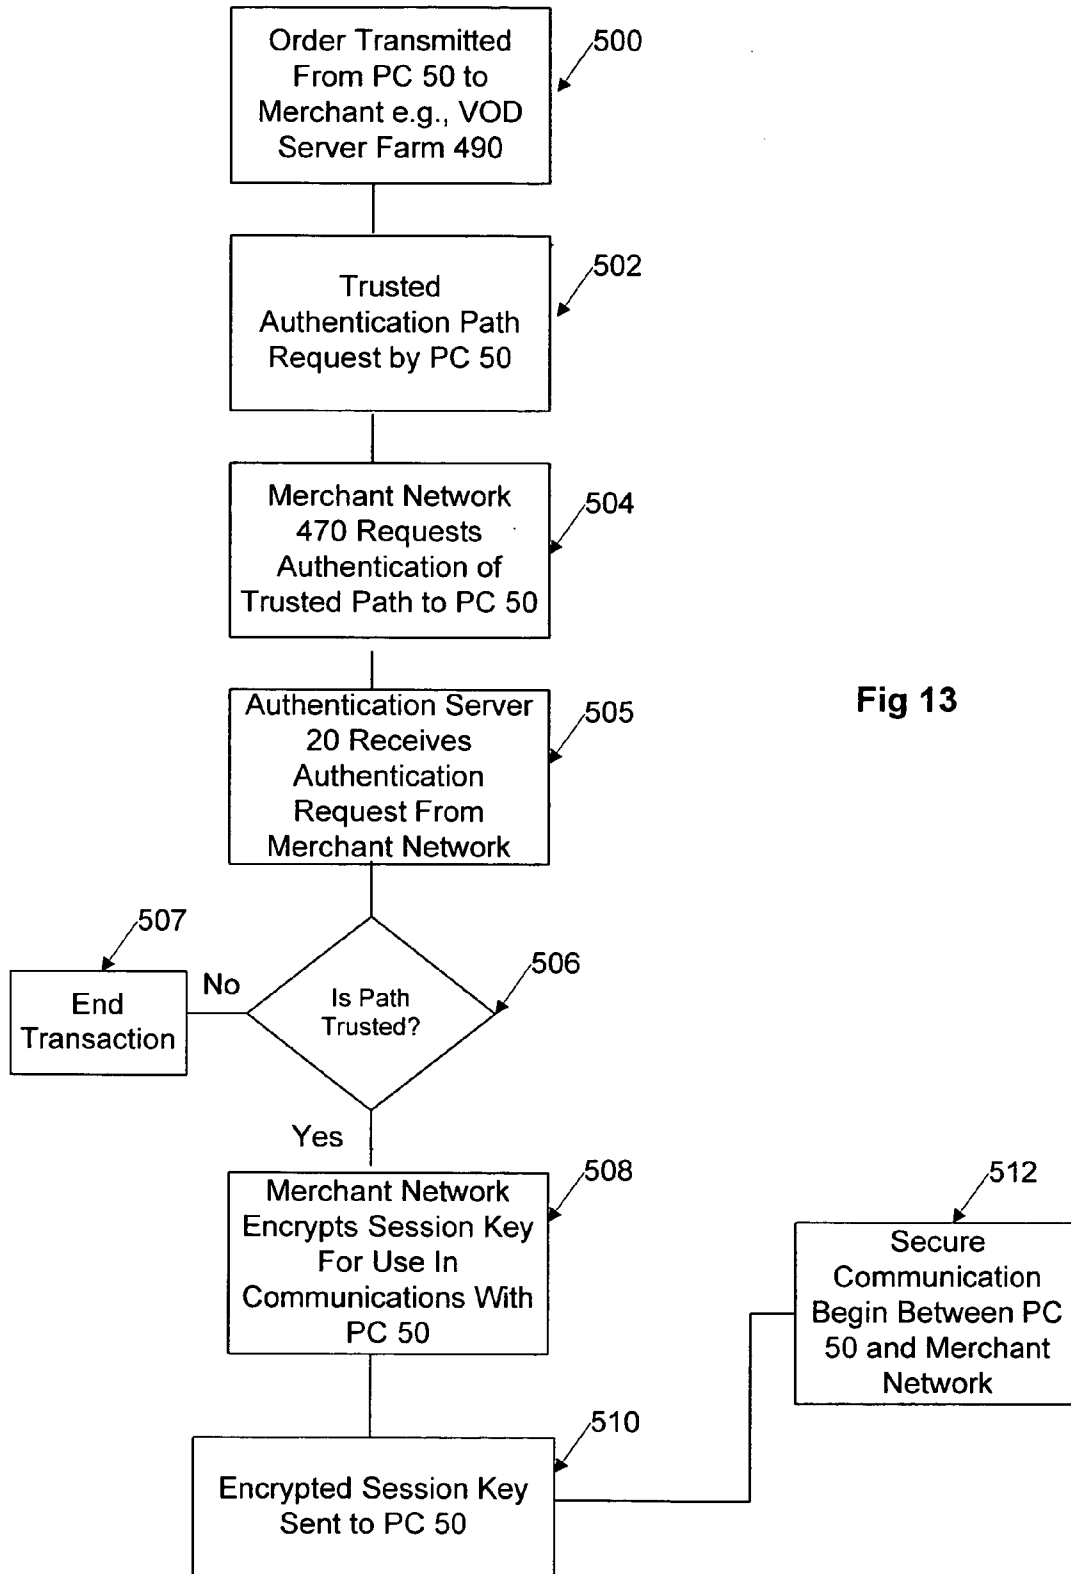 Order Transmitted
From PC 50 to
Merchant e.g., VOD
Server Farm 490
500
Trusted
Authentication Path
Request by PC 50
502
Merchant Network
470 Requests
Authentication of
Trusted Path to PC 50
504
Authentication Server
20 Receives
Authentication
Request From
Merchant Network
505
Fig 13
507
End
Transaction
No
Is Path
Trusted?
506
Yes
Merchant Network
Encrypts Session Key
For Use In
Communications With
PC 50
508
512
Secure
Communication
Begin Between PC
50 and Merchant
Network
510
Encrypted Session Key
Sent to PC 50